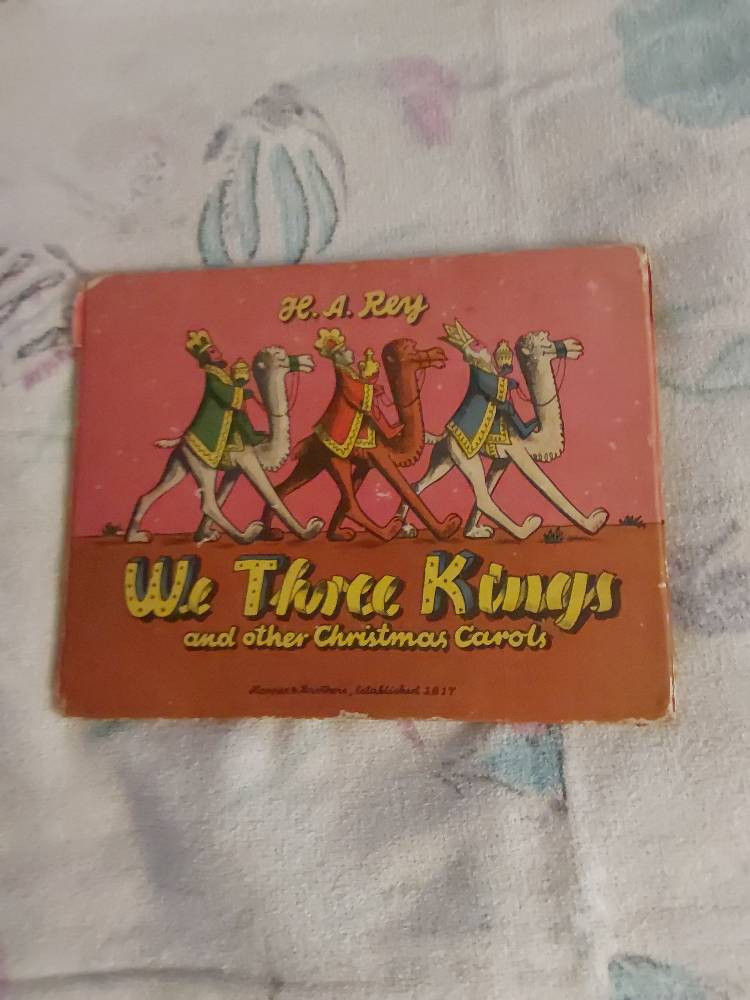 H. A. Rey
We Three Kings
and other Christmas Carols
Harper & Brothers, Established 1817